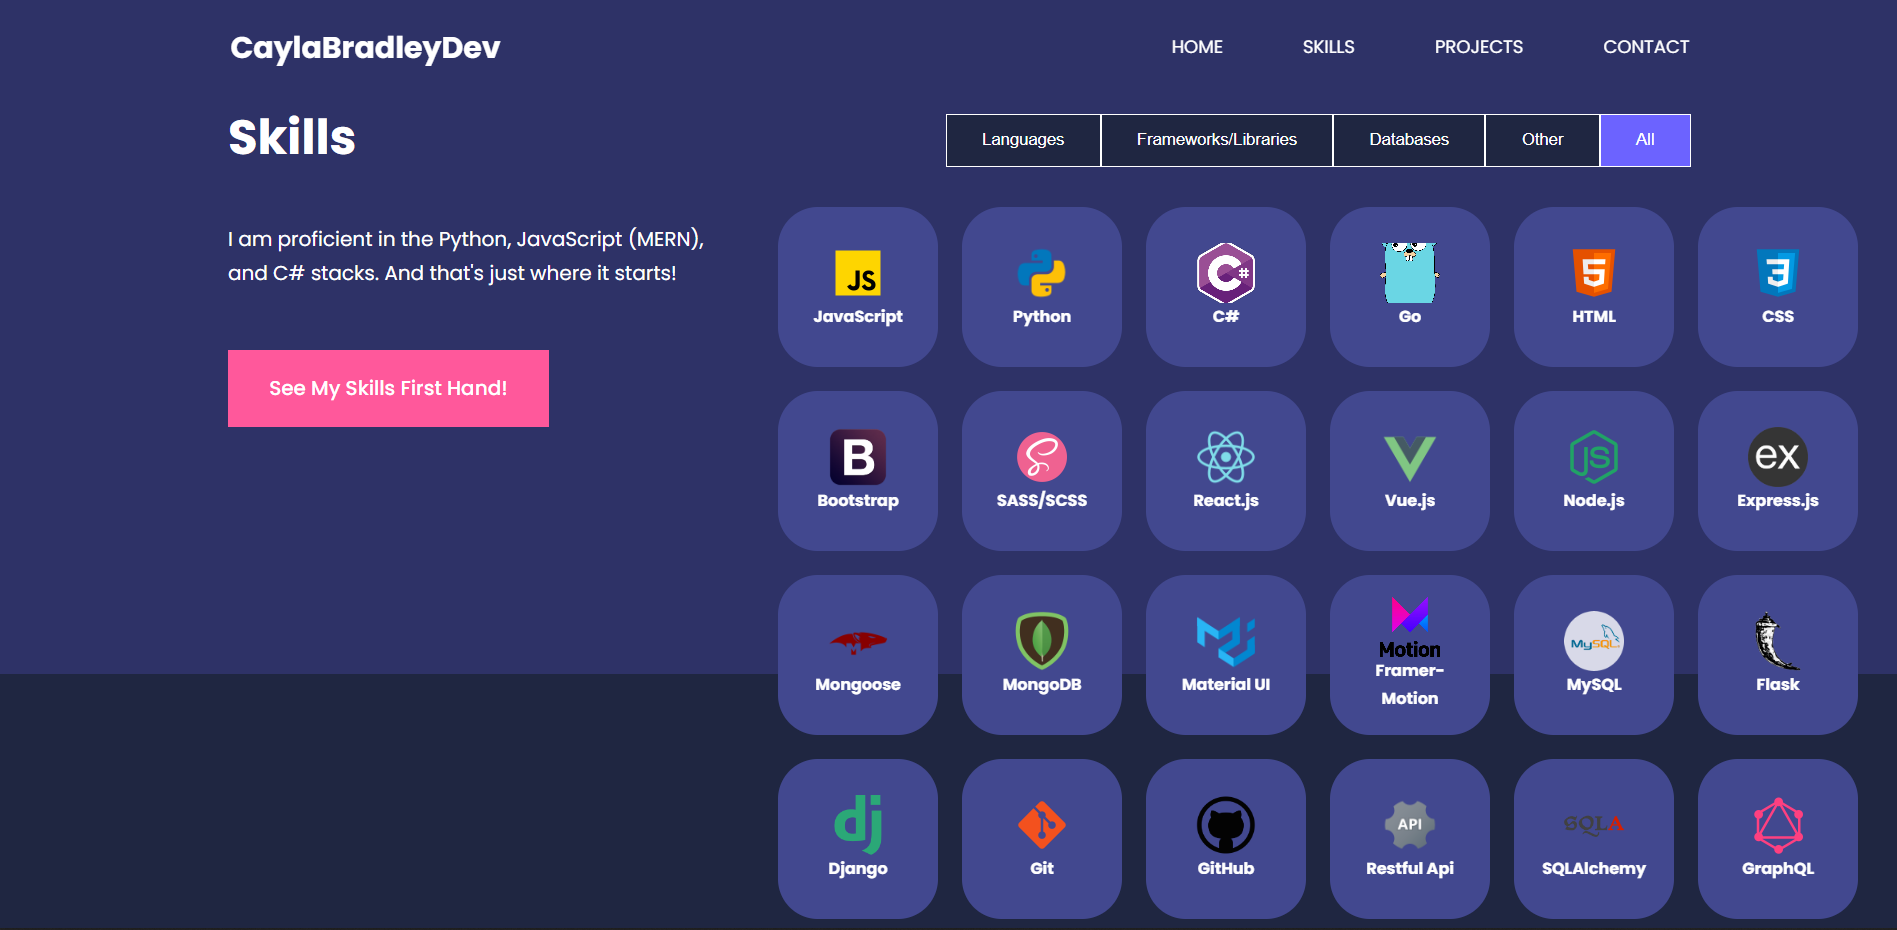 CaylaBradleyDev
HOME SKILLS PROJECTS CONTACT
Skills
Languages Frameworks/Libraries Databases Other All
I am proficient in the Python, JavaScript (MERN),
and C# stacks. And that's just where it starts!
See My Skills First Hand!
JS
C#
5
3
JavaScript Python C# Go HTML CSS
B
JS
ex
Bootstrap SASS/SCSS React.js Vue.js Node.js Express.js
Motion
MySQL
Mongoose MongoDB Material UI Framer-
Motion MySQL Flask
dj
API
SQLA
Django Git GitHub Restful Api SQLAlchemy GraphQL